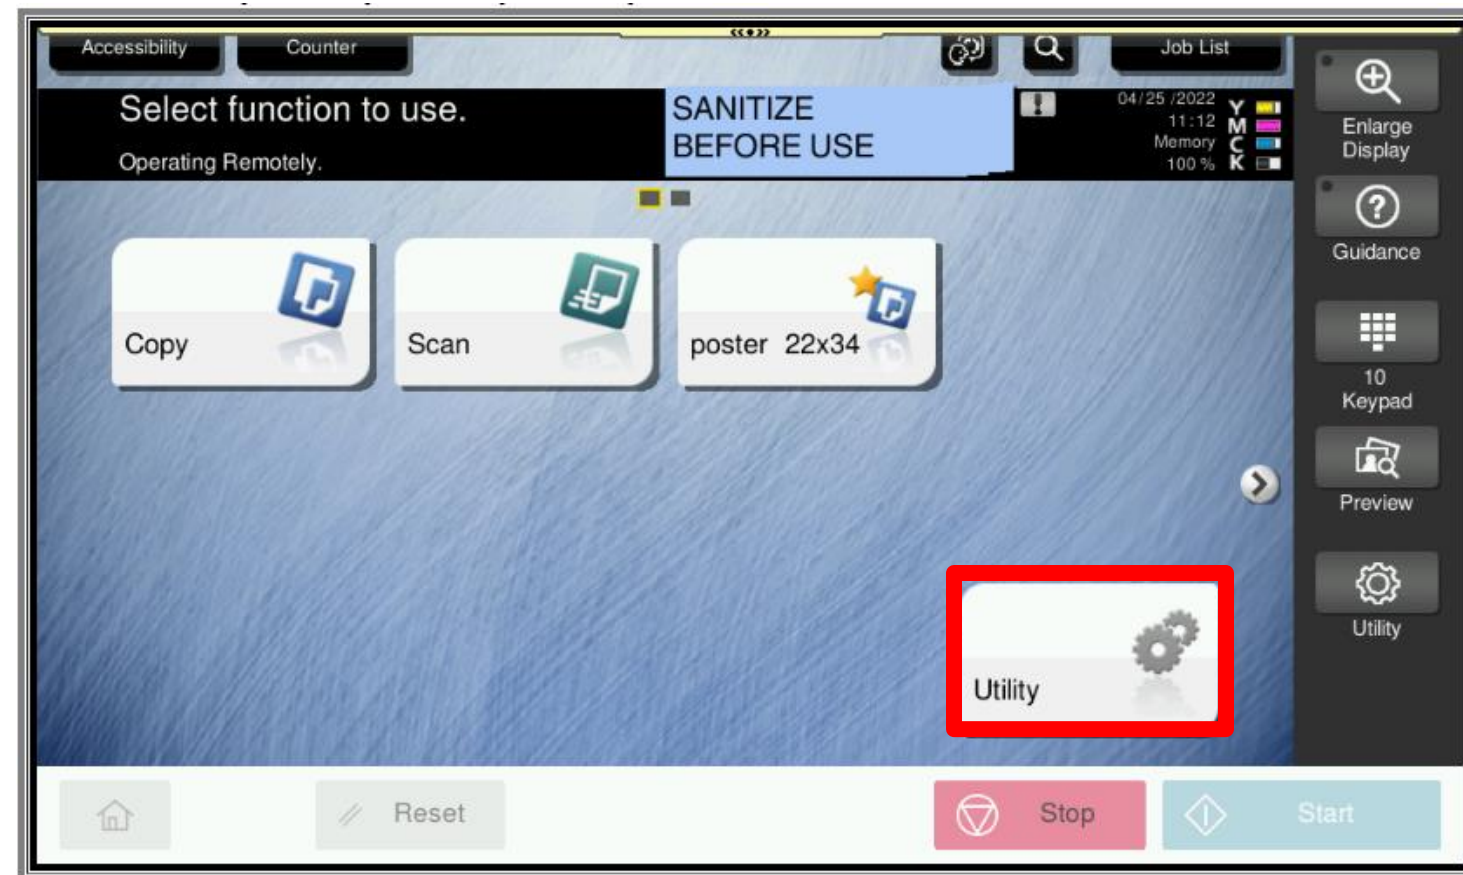 Accessibility
Counter
Job List
Select function to use.
Operating Remotely.
SANITIZE
BEFORE USE
04/25 /2022
11:12
Memory
100 %
Y
M
C
K
Copy
Scan
poster 22x34
Utility
Enlarge
Display
Guidance
10
Keypad
Preview
Utility
Reset
Stop
Start